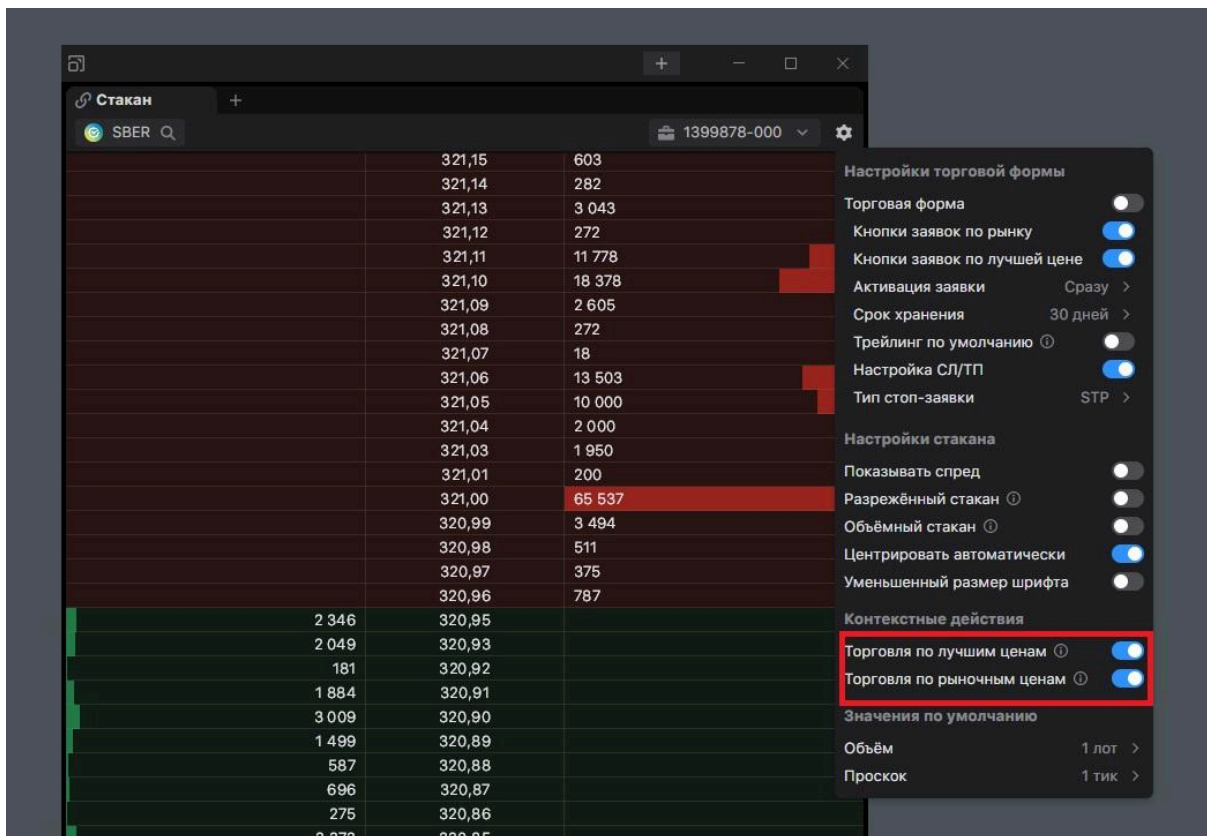 Стакан
SBER
1399878-000
321,15 603
321,14 282
321,13 3 043
321,12 272
321,11 11 778
321,10 18 378
321,09 2 605
321,08 272
321,07 18
321,06 13 503
321,05 10 000
321,04 2 000
321,03 1 950
321,01 200
321,00 65 537
320,99 3 494
320,98 511
320,97 375
320,96 787
2 346 320,95
2 049 320,93
181 320,92
1 884 320,91
3 009 320,90
1 499 320,89
587 320,88
696 320,87
275 320,86
Настройки торговой формы
Торговая форма
Кнопки заявок по рынку
Кнопки заявок по лучшей цене
Активация заявки Сразу
Срок хранения 30 дней
Трейлинг по умолчанию
Настройка СЛ/ТП
Тип стоп-заявки STP
Настройки стакана
Показывать спред
Разрежённый стакан
Объёмный стакан
Центрировать автоматически
Уменьшенный размер шрифта
Контекстные действия
Торговля по лучшим ценам
Торговля по рыночным ценам
Значения по умолчанию
Объём 1 лот
Проскок 1 тик